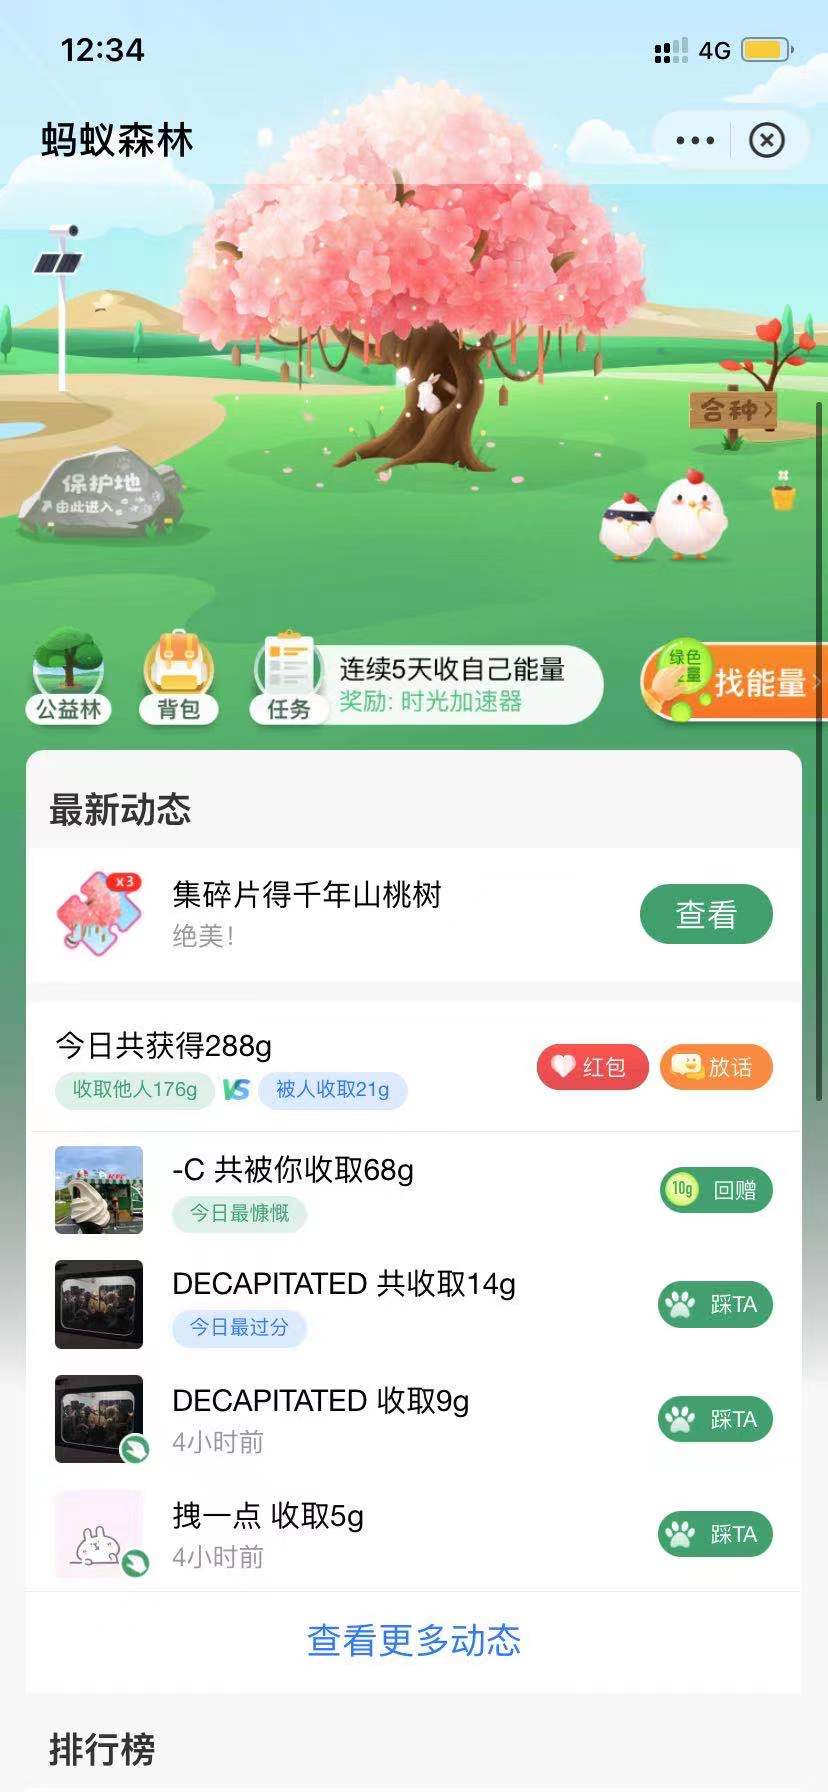 12:34
4G
蚂蚁森林
合种
保护地
由此进入
连续5天收自己能量
奖励: 时光加速器
绿色
找能量
公益林
背包
任务
最新动态
x3
集碎片得千年山桃树
绝美！
查看
今日共获得288g
红包
放话
收取他人176g
VS
被人收取21g
-C 共被你收取68g
今日最慷慨
10g
回赠
DECAPITATED 共收取14g
今日最过分
踩TA
DECAPITATED 收取9g
4小时前
踩TA
拽一点 收取5g
4小时前
踩TA
查看更多动态
排行榜